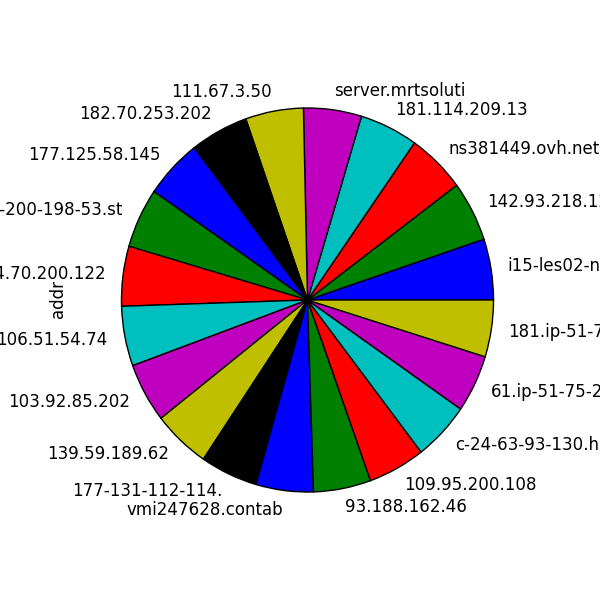 111.67.3.50
server.mrtsoluti
182.70.253.202
181.114.209.13
177.125.58.145
ns381449.ovh.net
-200-198-53.st
142.93.218.1
4.70.200.122
i15-les02-n
addr
106.51.54.74
181.ip-51-7
103.92.85.202
61.ip-51-75-2
139.59.189.62
c-24-63-93-130.h
177-131-112-114.
109.95.200.108
vmi247628.contab
93.188.162.46